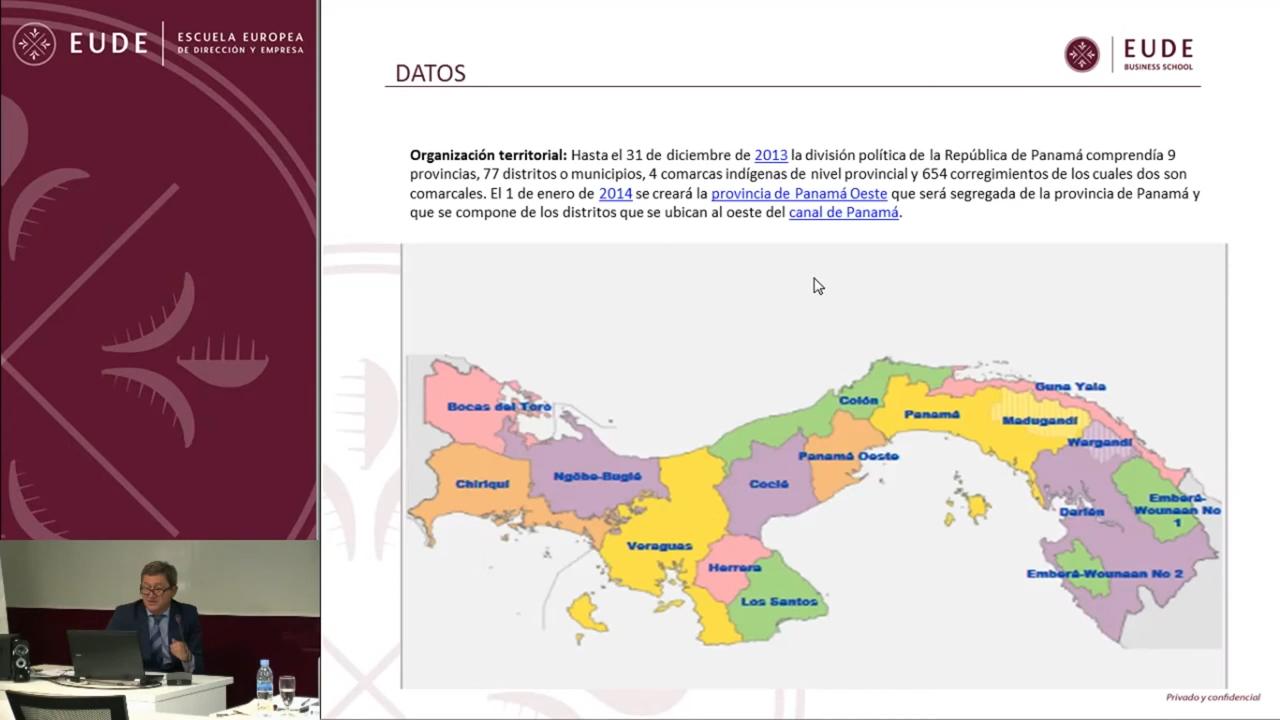 EUDE
ESCUELA EUROPEA
DE DIRECCIÓN Y EMPRESA
DATOS
EUDE
BUSINESS SCHOOL
Organización territorial: Hasta el 31 de diciembre de 2013 la división política de la República de Panamá comprendía 9
provincias, 77 distritos o municipios, 4 comarcas indígenas de nivel provincial y 654 corregimientos de los cuales dos son
comarcales. El 1 de enero de 2014 se creará la provincia de Panamá Oeste que será segregada de la provincia de Panamá y
que se compone de los distritos que se ubican al oeste del canal de Panamá.
Guna Yala
Bocas del Toro
Colón
Panamá
Madugandí
Wargandí
Panamá Oeste
Chiriquí
Ngöbe-Buglé
Coclé
Emberá-
Wounaan No
1
Darién
Veraguas
Herrera
Emberá-Wounaan No 2
Los Santos
Privado y confidencial